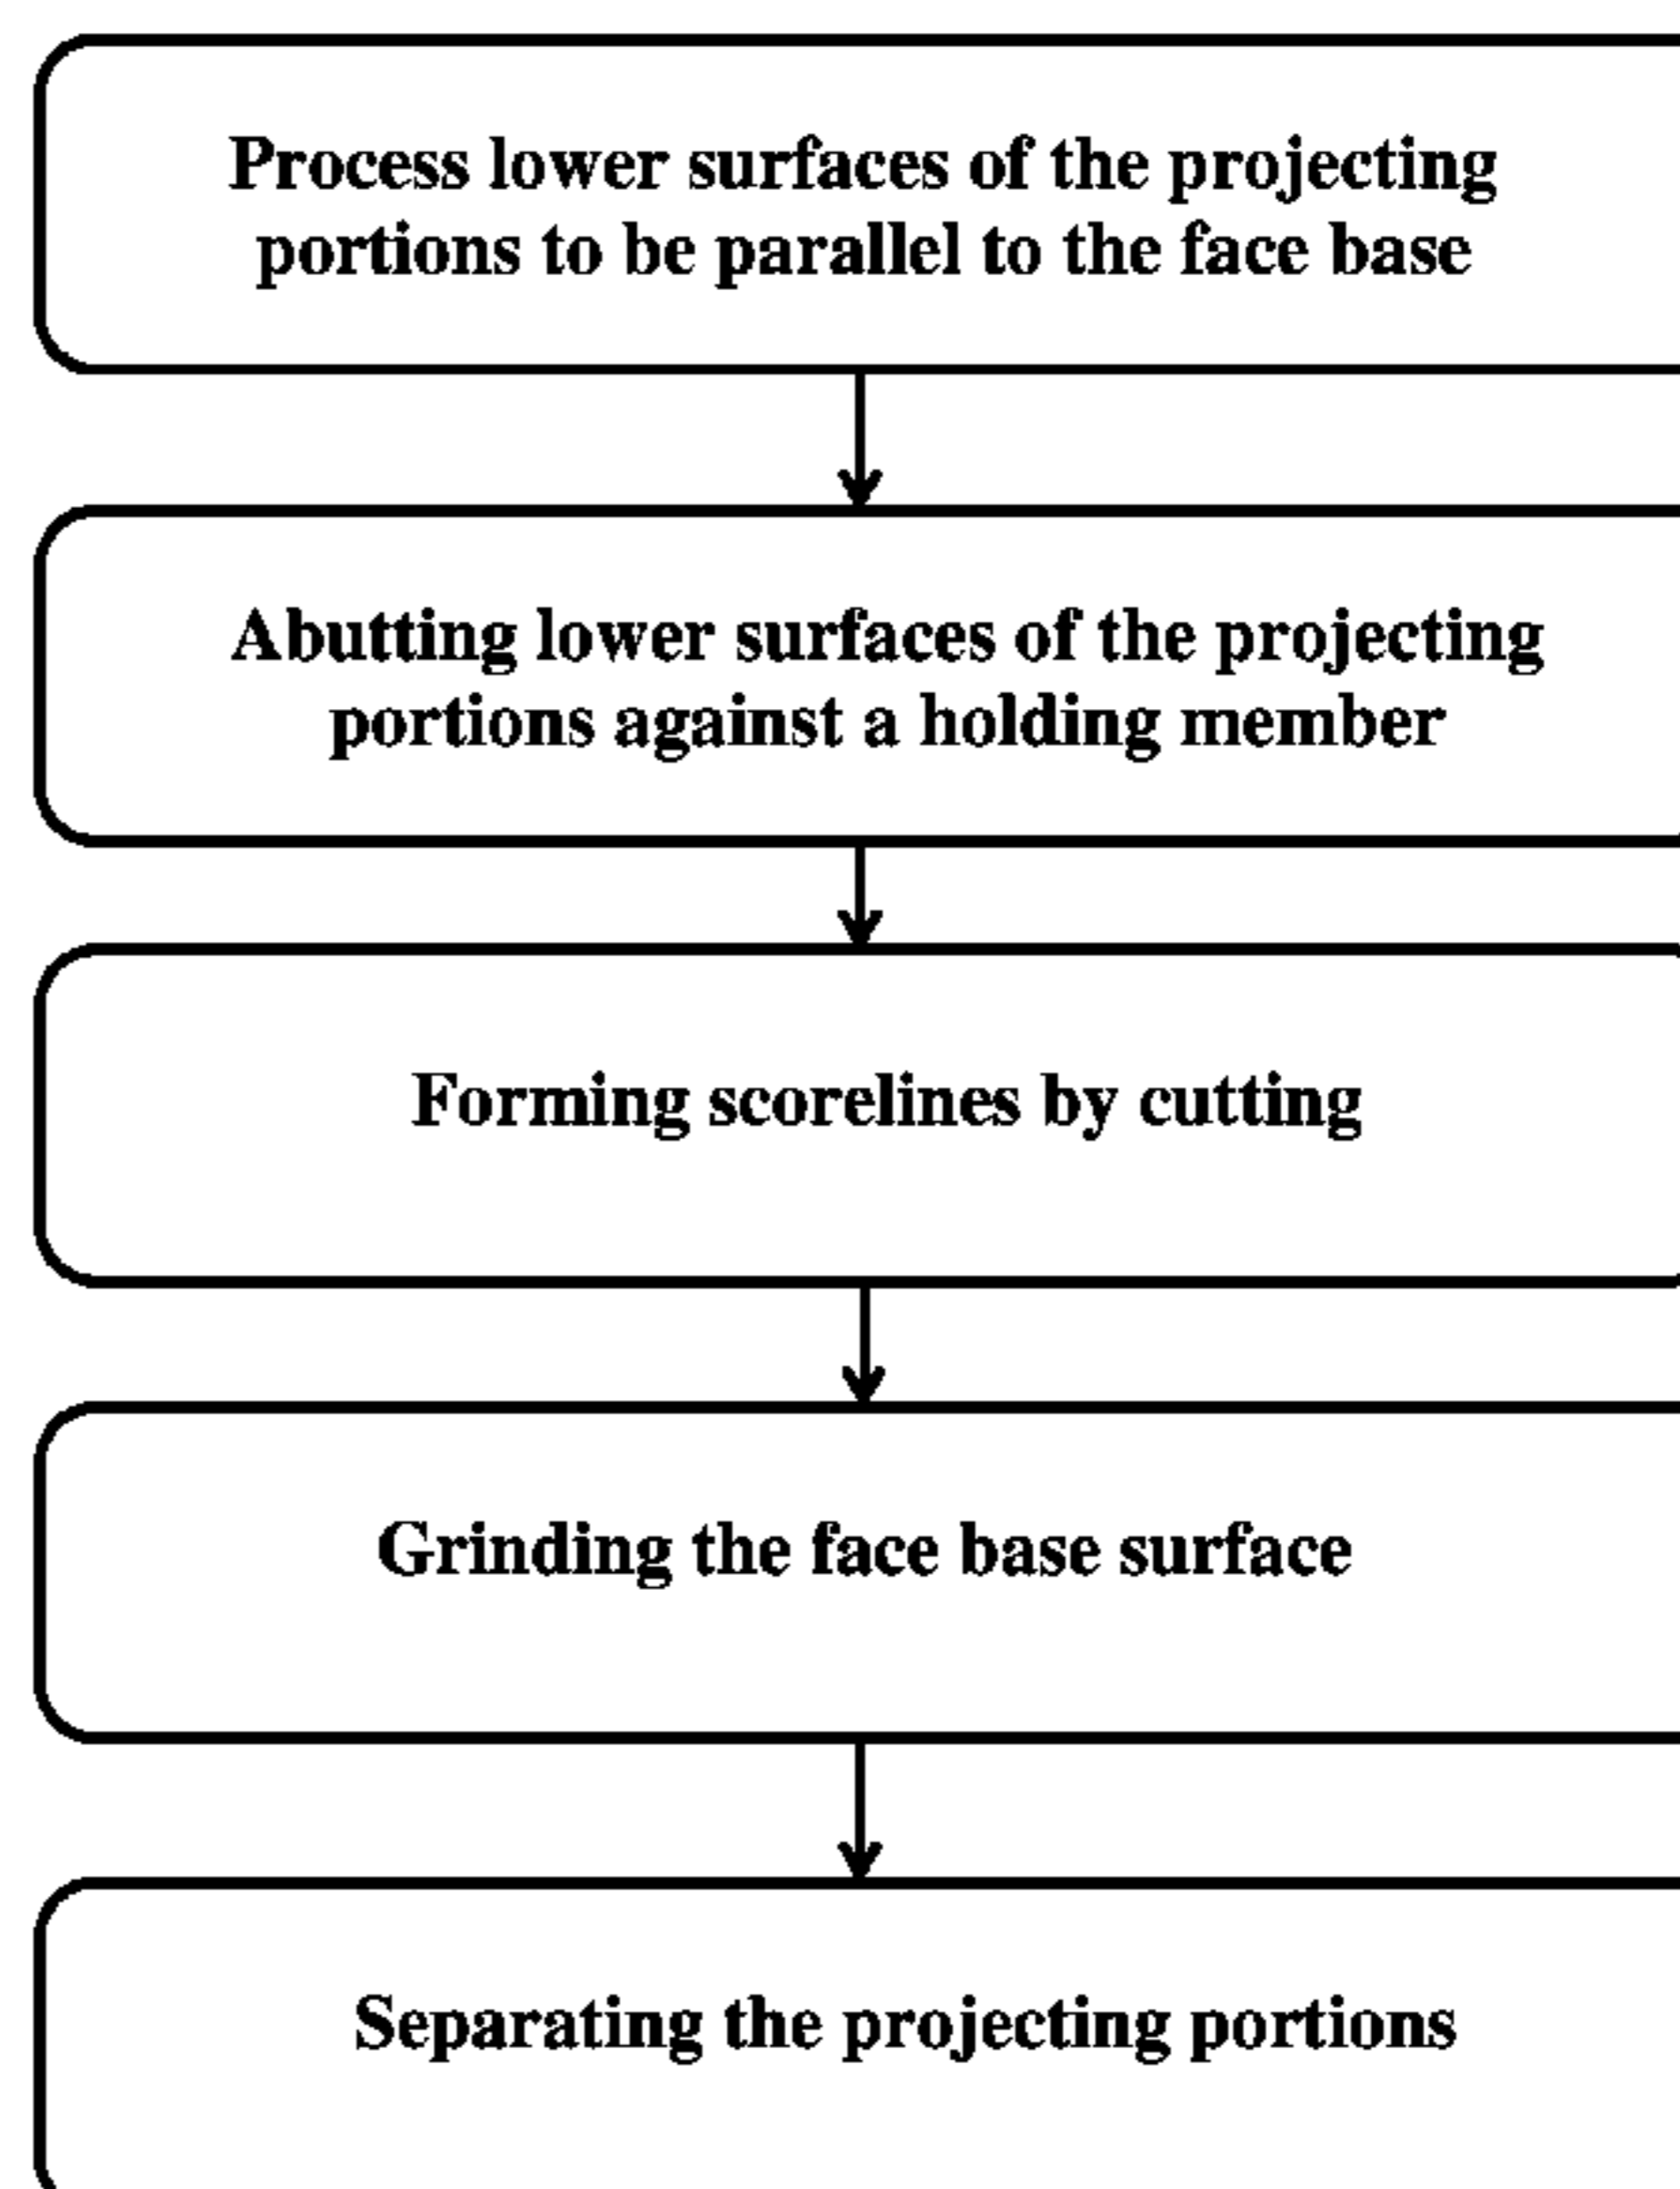 Process lower surfaces of the projecting
portions to be parallel to the face base
Abutting lower surfaces of the projecting
portions against a holding member
Forming scorelines by cutting
Grinding the face base surface
Separating the projecting portions